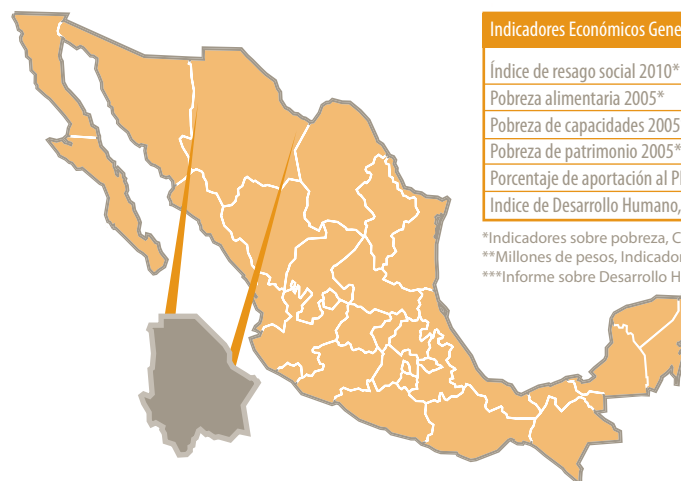 Indicadores Económicos Gene
Índice de resago social 2010*
Pobreza alimentaria 2005*
Pobreza de capacidades 2005
Pobreza de patrimonio 2005*
Porcentaje de aportación al P
Indice de Desarrollo Humano,
*Indicadores sobre pobreza, C
**Millones de pesos, Indicador
***Informe sobre Desarrollo H